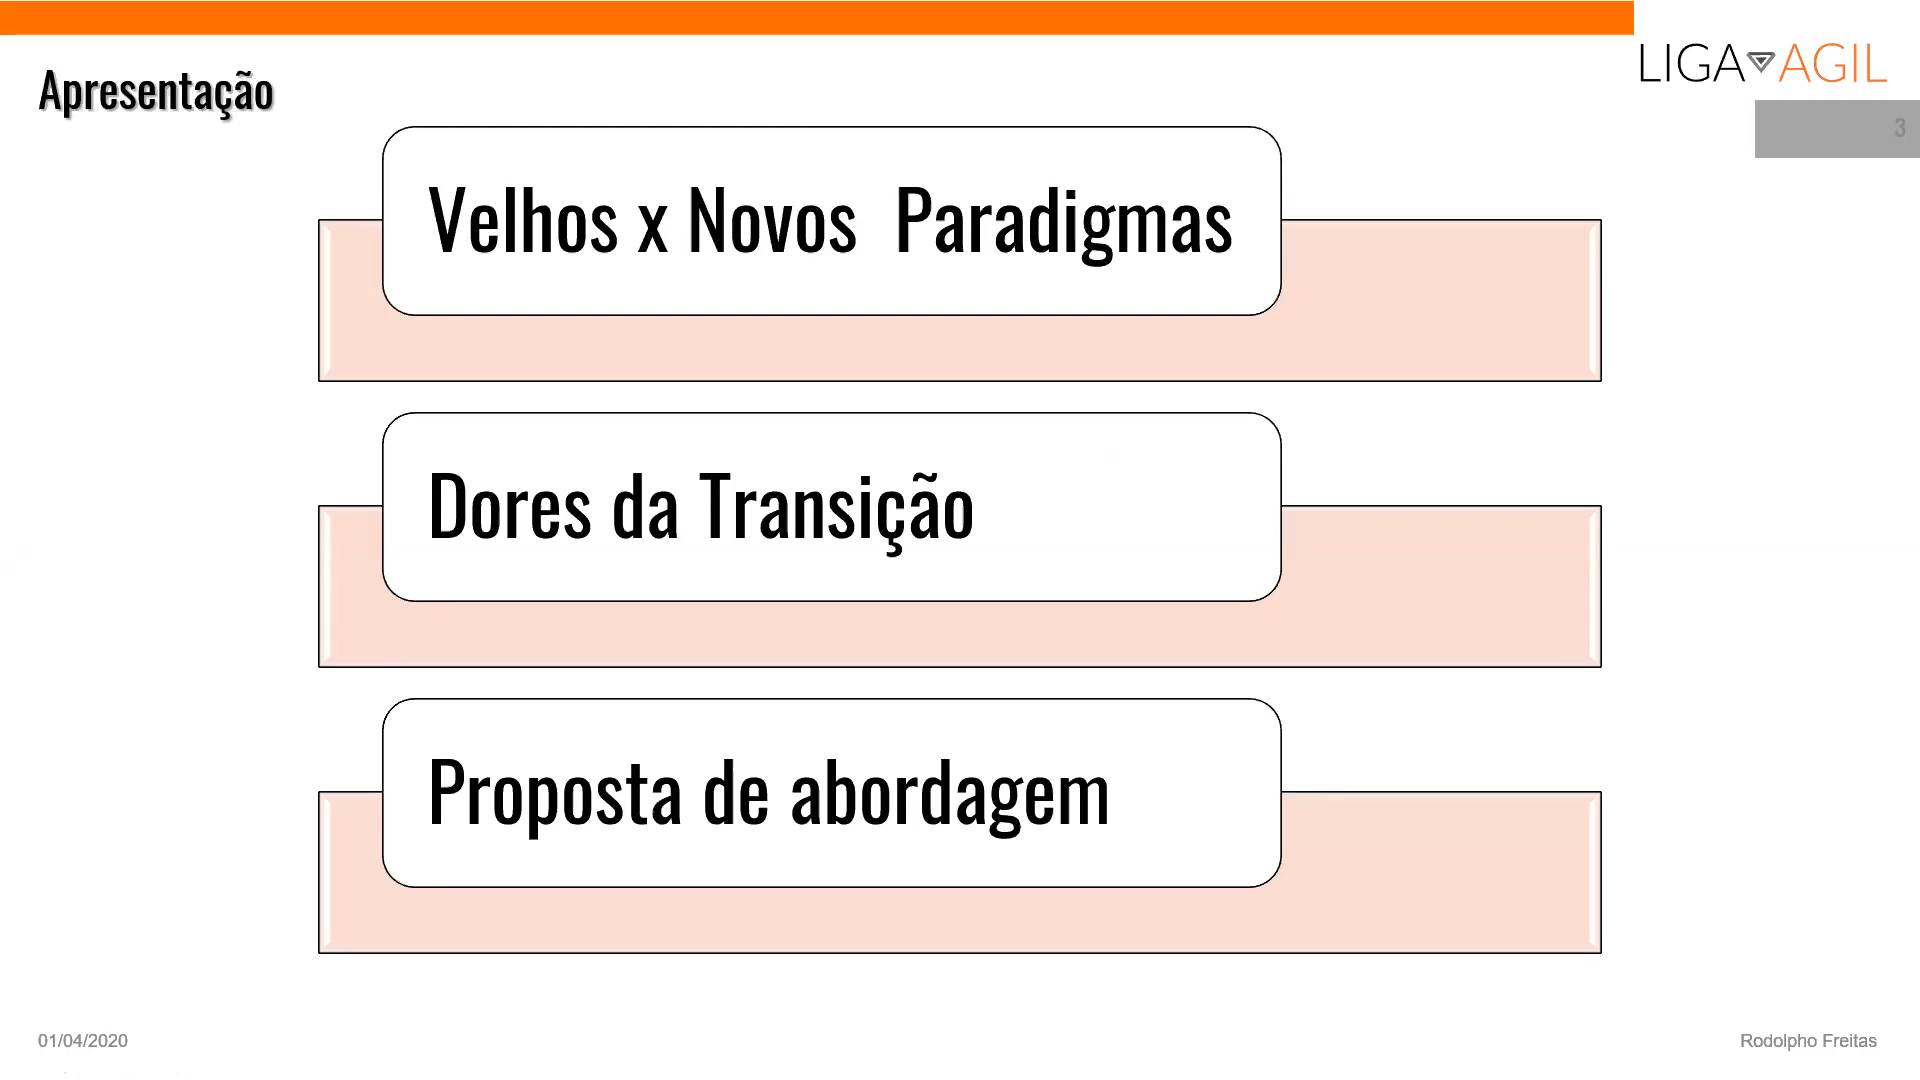 LIGA AGIL
Apresentação
3
Velhos x Novos  Paradigmas
Dores da Transição
Proposta de abordagem
01/04/2020
Rodolpho Freitas